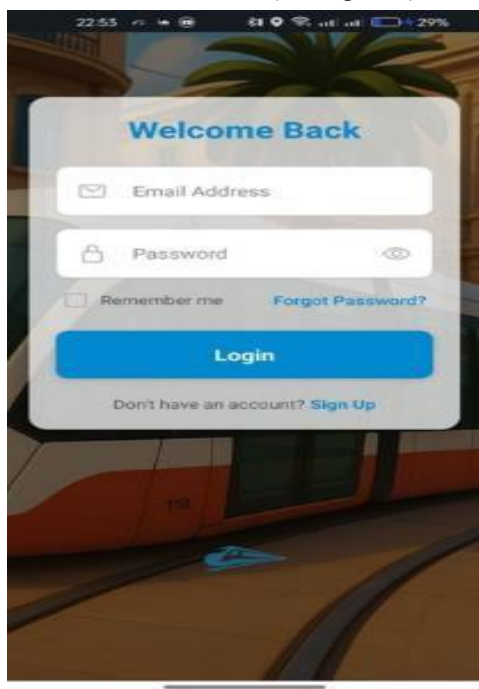 22:55 29%
Welcome Back
Email Address
Password
Remember me Forgot Password?
Login
Don't have an account? Sign Up